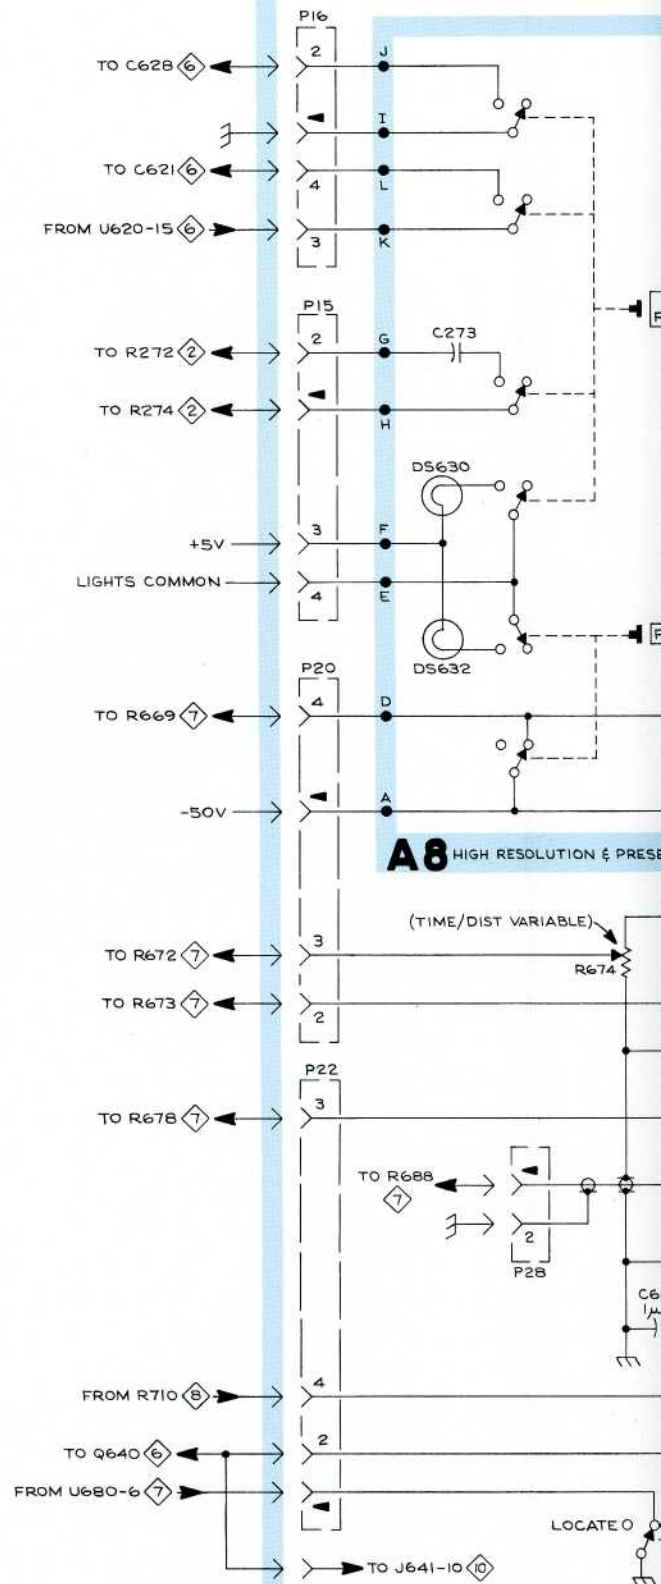 P16
TO C628 6
2
J
I
TO C621 6
4
L
FROM U620-15 6
3
K
P15
TO R272 2
2
G
C273
TO R274 2
H
DS630
+5V
3
F
LIGHTS COMMON
4
E
DS632
P20
TO R669 7
4
D
-50V
A
A8 HIGH RESOLUTION & PRESE
(TIME/DIST VARIABLE)
TO R672 7
3
R674
TO R673 7
2
P22
TO R678 7
3
TO R688
7
2
P28
C6
1μ
FROM R710 8
4
TO Q640 6
2
FROM U680-6 7
LOCATE
TO J641-10 10